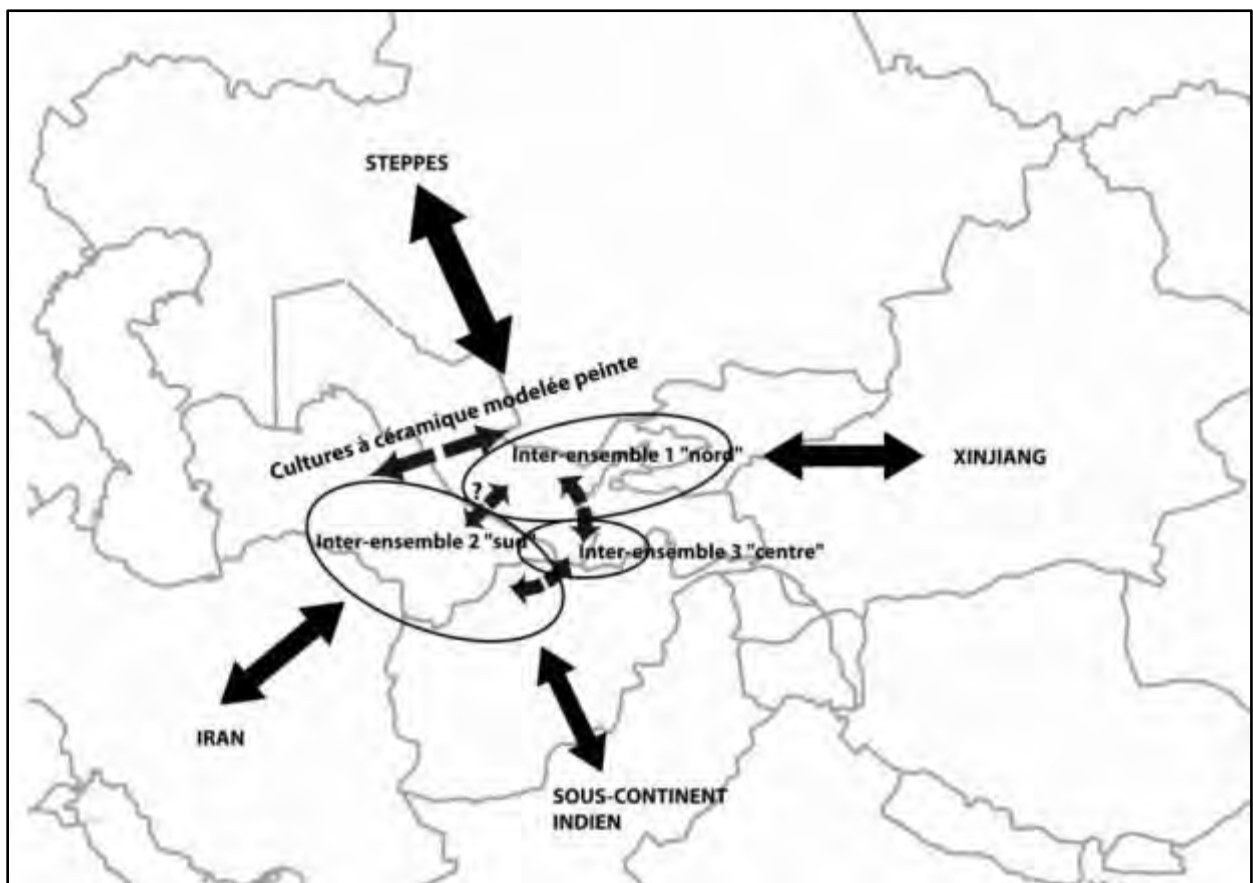 STEPPES
Cultures à céramique modelée peinte
Inter-ensemble 1 "nord"
XINJIANG
?
Inter-ensemble 2 "sud"
Inter-ensemble 3 "centre"
IRAN
SOUS-CONTINENT
INDIEN